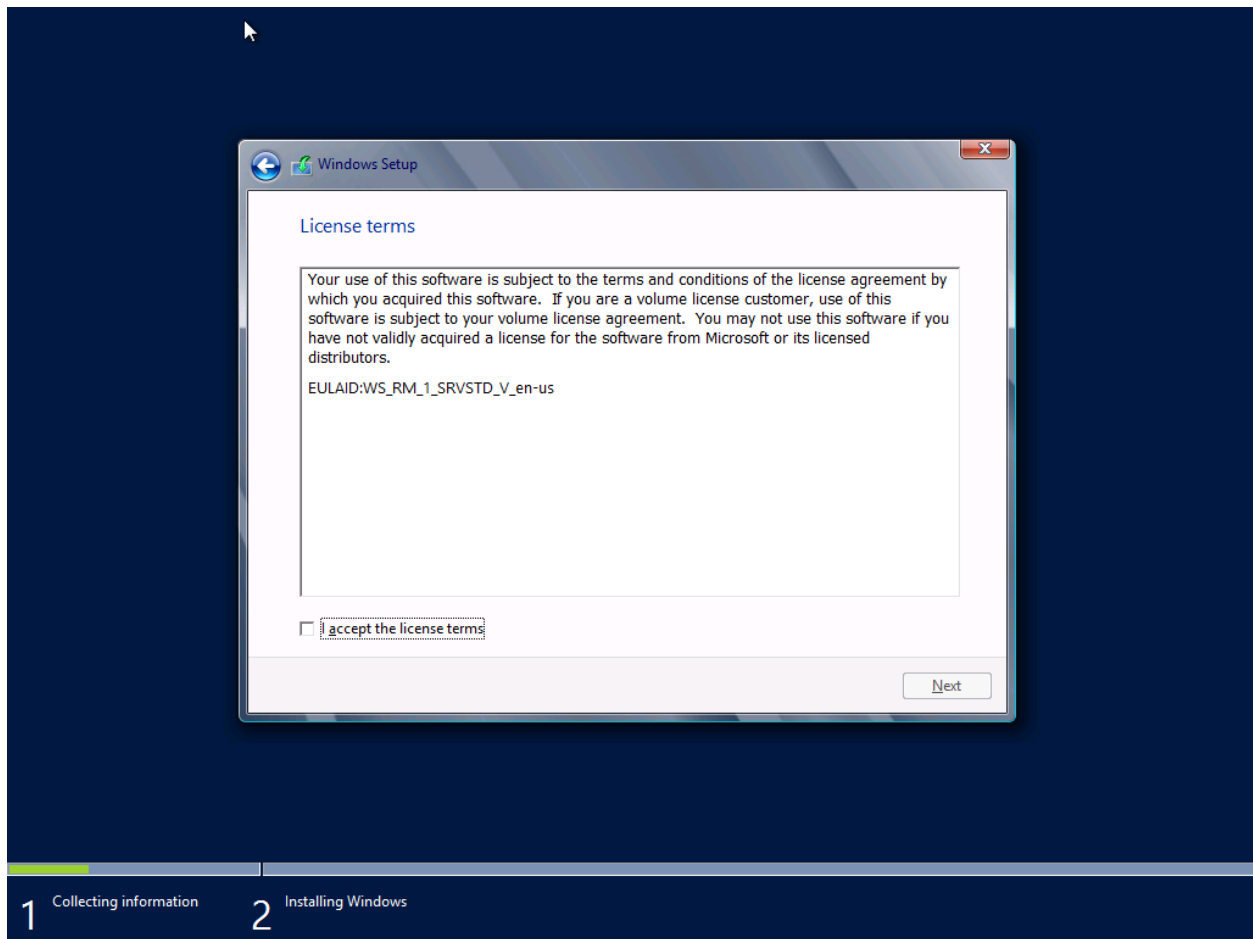 Windows Setup
License terms
Your use of this software is subject to the terms and conditions of the license agreement by
which you acquired this software.  If you are a volume license customer, use of this
software is subject to your volume license agreement.  You may not use this software if you
have not validly acquired a license for the software from Microsoft or its licensed
distributors.
EULAID:WS_RM_1_SRVSTD_V_en-us
I accept the license terms
Next
1 Collecting information
2 Installing Windows